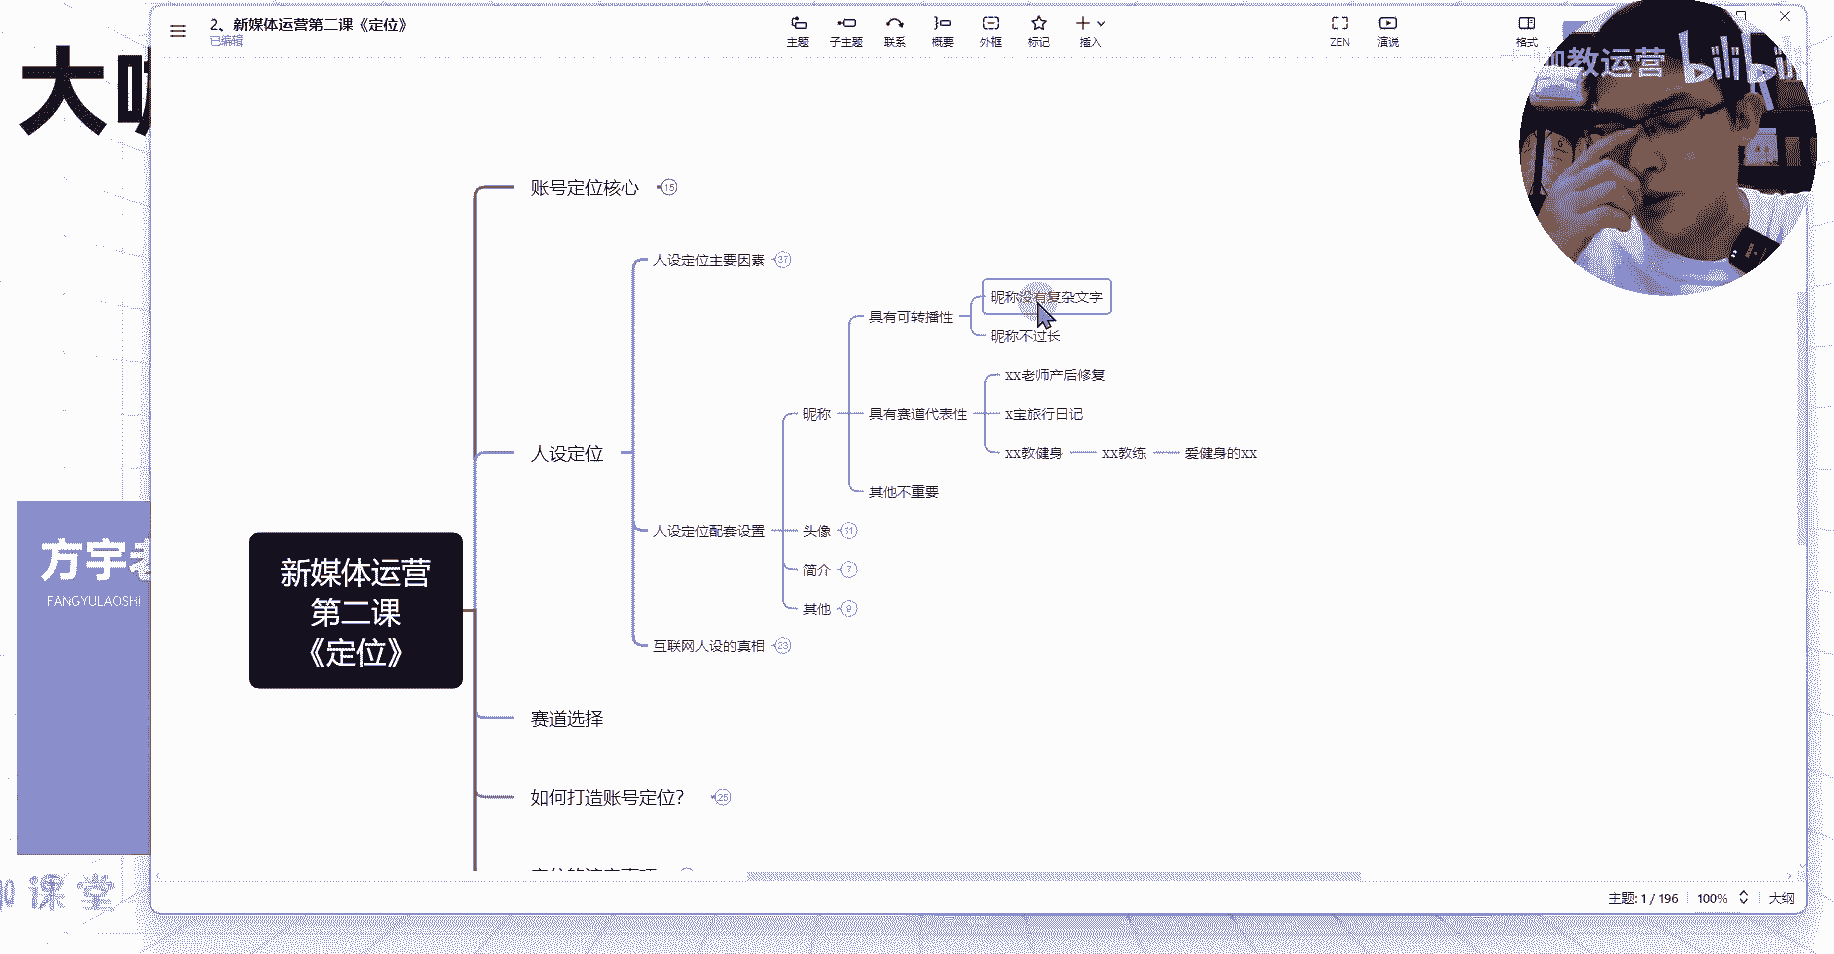 2、新媒体运营第二课《定位》
已编辑
主题
子主题
联系
概要
外框
标记
插入
ZEN
演说
格式
教运营 bilibili
大
账号定位核心 15
人设定位主要因素 37
昵称没有复杂文字
具有可转播性
昵称不过长
xx老师产后修复
昵称
具有赛道代表性
x宝旅行日记
人设定位
xx教健身
xx教练
爱健身的xx
其他不重要
人设定位配套设置
头像 11
简介 7
其他 9
互联网人设的真相 23
新媒体运营
第二课
《定位》
方宇老
FANGYULAOSHI
赛道选择
如何打造账号定位? 25
课堂
主题: 1 / 196
100%
大纲